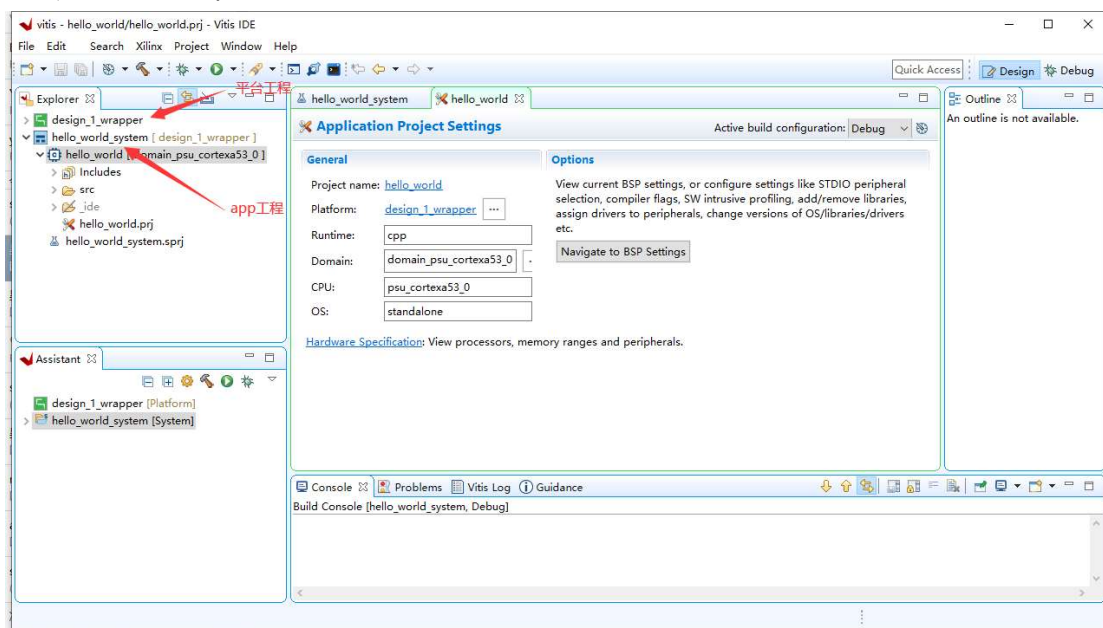 vitis - hello_world/hello_world.prj - Vitis IDE
File Edit Search Xilinx Project Window Help
Quick Access Design Debug
平台工程
Explorer
design_1_wrapper
hello_world_system [ design_1_wrapper ]
hello_world [ domain_psu_cortexa53_0 ]
Includes
src
_ide
hello_world.prj
hello_world_system.sprj
app工程
hello_world_system hello_world
Application Project Settings
Active build configuration: Debug
General
Project name: hello_world
Platform: design_1_wrapper ...
Runtime: cpp
Domain: domain_psu_cortexa53_0
CPU: psu_cortexa53_0
OS: standalone
Hardware Specification: View processors, memory ranges and peripherals.
Options
View current BSP settings, or configure settings like STDIO peripheral
selection, compiler flags, SW intrusive profiling, add/remove libraries,
assign drivers to peripherals, change versions of OS/libraries/drivers
etc.
Navigate to BSP Settings
Outline
An outline is not available.
Assistant
design_1_wrapper [Platform]
hello_world_system [System]
Console Problems Vitis Log Guidance
Build Console [hello_world_system, Debug]